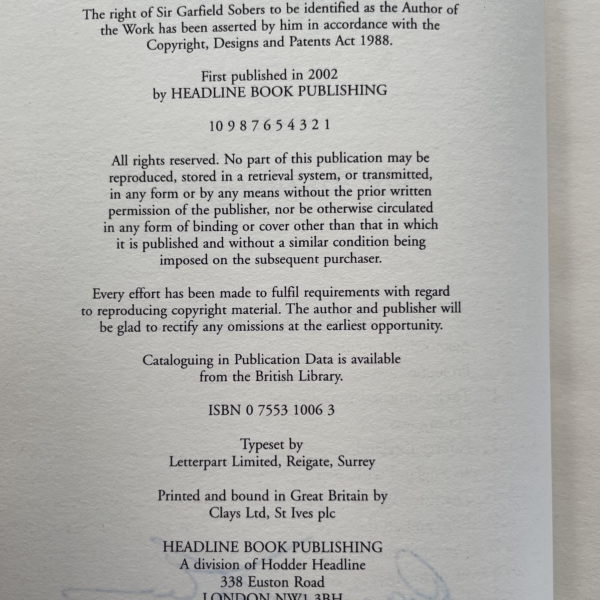 The right of Sir Garfield Sobers to be identified as the Author of
the Work has been asserted by him in accordance with the
Copyright, Designs and Patents Act 1988.
First published in 2002
by HEADLINE BOOK PUBLISHING
10 9 8 7 6 5 4 3 2 1
All rights reserved. No part of this publication may be
reproduced, stored in a retrieval system, or transmitted,
in any form or by any means without the prior written
permission of the publisher, nor be otherwise circulated
in any form of binding or cover other than that in which
it is published and without a similar condition being
imposed on the subsequent purchaser.
Every effort has been made to fulfil requirements with regard
to reproducing copyright material. The author and publisher will
be glad to rectify any omissions at the earliest opportunity.
Cataloguing in Publication Data is available
from the British Library.
ISBN 0 7553 1006 3
Typeset by
Letterpart Limited, Reigate, Surrey
Printed and bound in Great Britain by
Clays Ltd, St Ives plc
HEADLINE BOOK PUBLISHING
A division of Hodder Headline
338 Euston Road
LONDON NW1 3BH